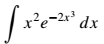 ∫ x²e^{-2x³} dx